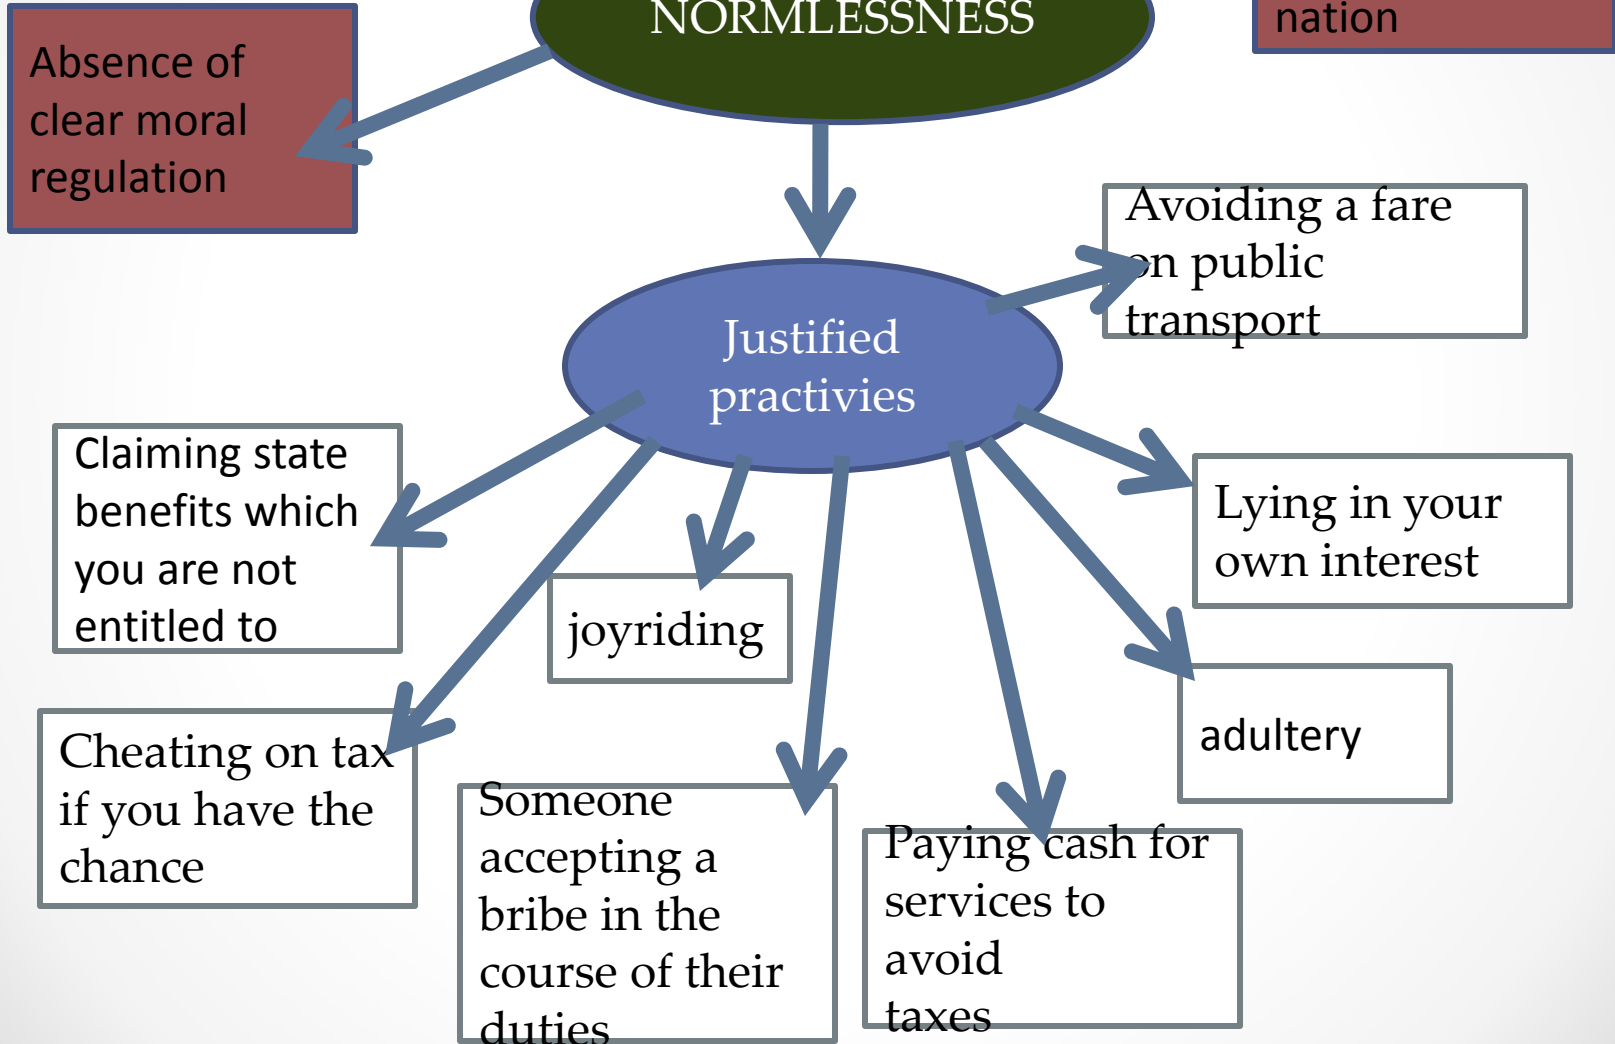 NORMLESSNESS
nation
Absence of
clear moral
regulation
Avoiding a fare
on public
transport
Justified
practivies
Claiming state
benefits which
you are not
entitled to
Lying in your
own interest
joyriding
adultery
Cheating on tax
if you have the
chance
Someone
accepting a
bribe in the
course of their
duties
Paying cash for
services to
avoid
taxes